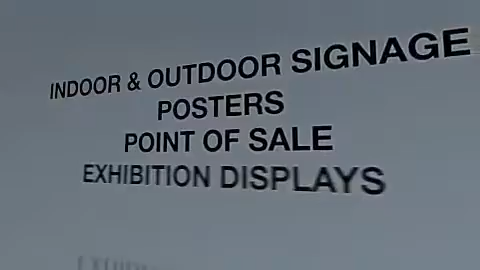 INDOOR & OUTDOOR SIGNAGE
POSTERS
POINT OF SALE
EXHIBITION DISPLAYS